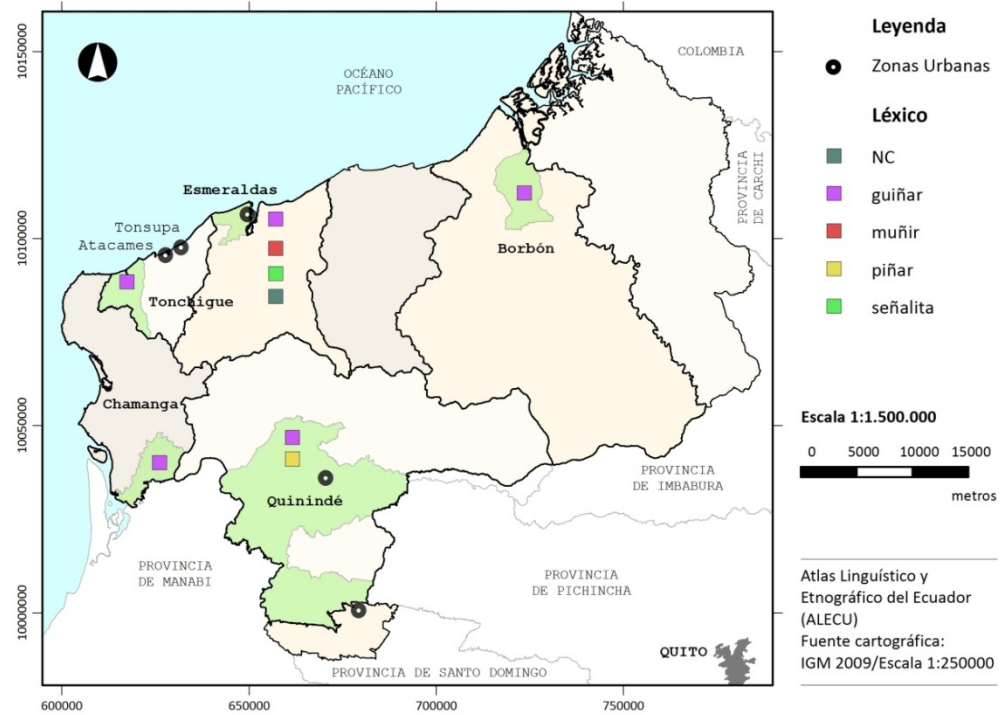 10150000
10100000
10050000
10000000
600000
650000
700000
750000
OCÉANO
PACÍFICO
COLOMBIA
PROVINCIA
DE CARCHI
Esmeraldas
Tonsupa
Atacames
Tonchigue
Borbón
Chamanga
Quinindé
PROVINCIA
DE IMBABURA
PROVINCIA
DE MANABI
PROVINCIA
DE PICHINCHA
QUITO
PROVINCIA DE SANTO DOMINGO
Leyenda
Zonas Urbanas
Léxico
NC
guiñar
muñir
piñar
señalita
Escala 1:1.500.000
0 5000 10000 15000
metros
Atlas Linguístico y
Etnográfico del Ecuador
(ALECU)
Fuente cartográfica:
IGM 2009/Escala 1:250000